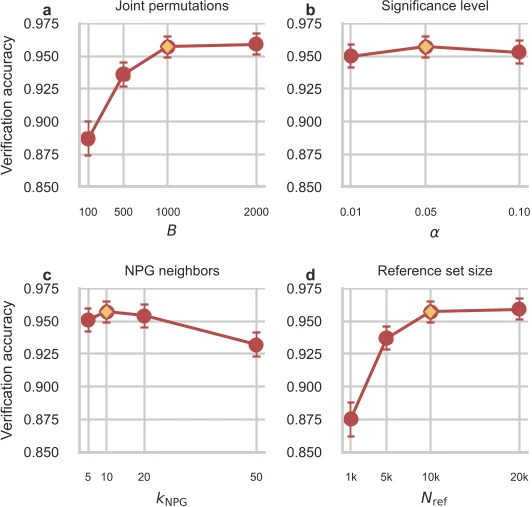 a Joint permutations
0.975
0.950
0.925
0.900
0.875
0.850
Verification accuracy
100 500 1000 2000
B
b Significance level
0.975
0.950
0.925
0.900
0.875
0.850
0.01 0.05 0.10
α
c NPG neighbors
0.975
0.950
0.925
0.900
0.875
0.850
Verification accuracy
5 10 20 50
k_NPG
d Reference set size
0.975
0.950
0.925
0.900
0.875
0.850
1k 5k 10k 20k
N_ref